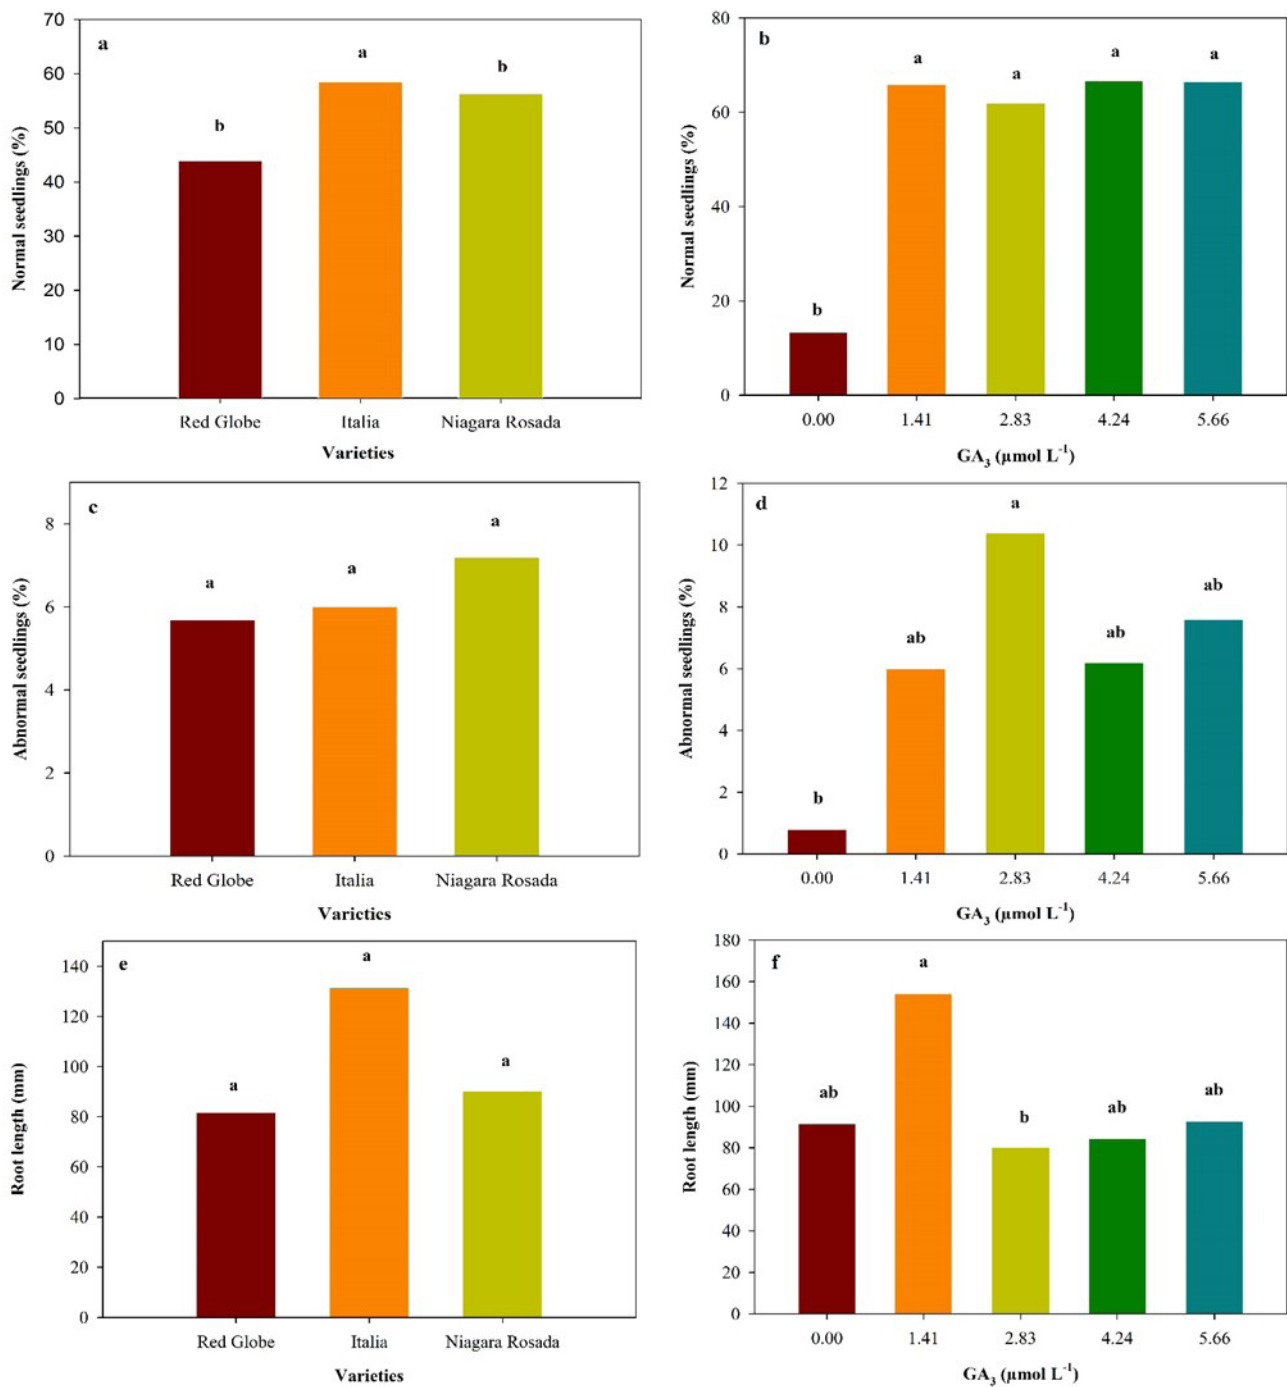 a
Normal seedlings (%)
70
60
50
40
30
20
10
0
b
a
b
Red Globe
Italia
Niagara Rosada
Varieties
b
Normal seedlings (%)
80
60
40
20
0
b
a
a
a
a
0.00
1.41
2.83
4.24
5.66
GA3 (µmol L-1)
c
Abnormal seedlings (%)
8
6
4
2
0
a
a
a
Red Globe
Italia
Niagara Rosada
Varieties
d
Abnormal seedlings (%)
12
10
8
6
4
2
0
b
ab
a
ab
ab
0.00
1.41
2.83
4.24
5.66
GA3 (µmol L-1)
e
Root length (mm)
140
120
100
80
60
40
20
0
a
a
a
Red Globe
Italia
Niagara Rosada
Varieties
f
Root length (mm)
180
160
140
120
100
80
60
40
20
0
ab
a
b
ab
ab
0.00
1.41
2.83
4.24
5.66
GA3 (µmol L-1)